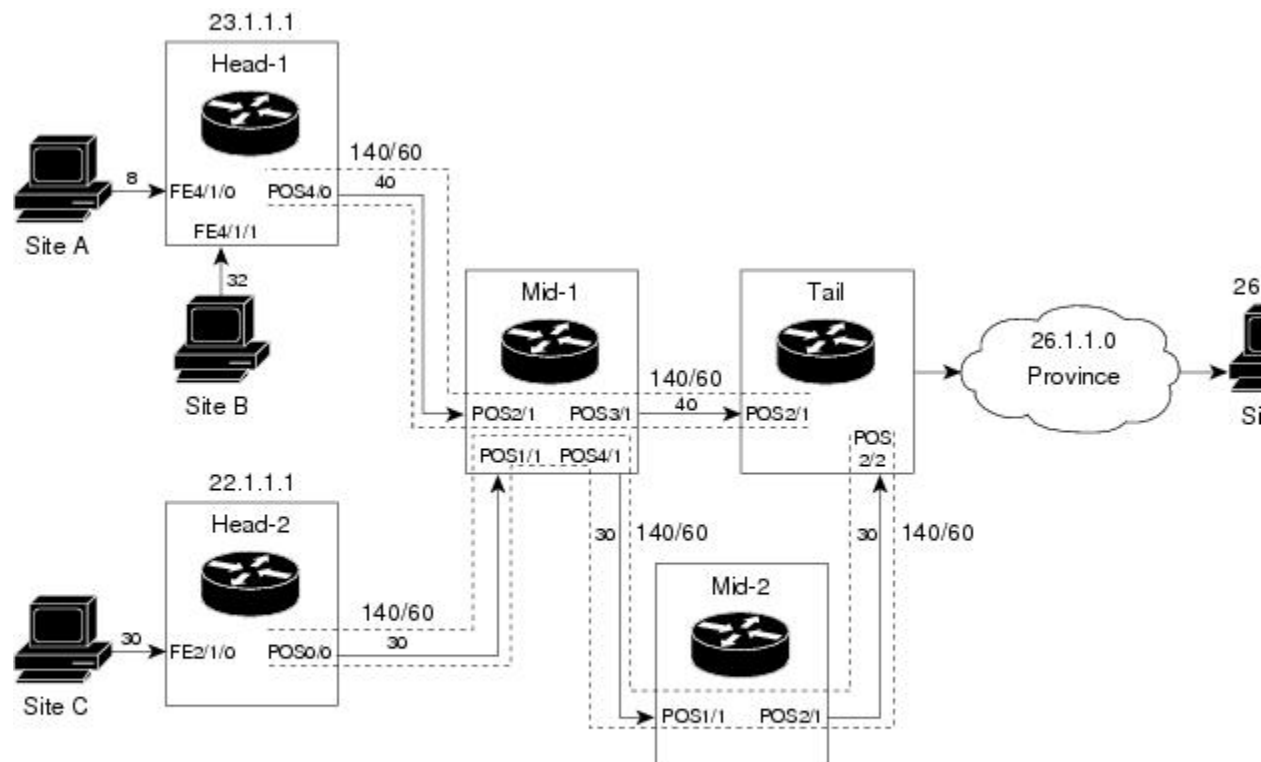 23.1.1.1
Head-1
140/60
40
8
FE4/1/0
POS4/0
FE4/1/1
Site A
32
Site B
Mid-1
Tail
26
26.1.1.0
Province
140/60
POS2/1
POS3/1
40
POS2/1
POS1/1
POS4/1
POS
2/2
Si
22.1.1.1
Head-2
30
140/60
30
140/60
Mid-2
140/60
30
FE2/1/0
POS0/0
30
Site C
POS1/1
POS2/1